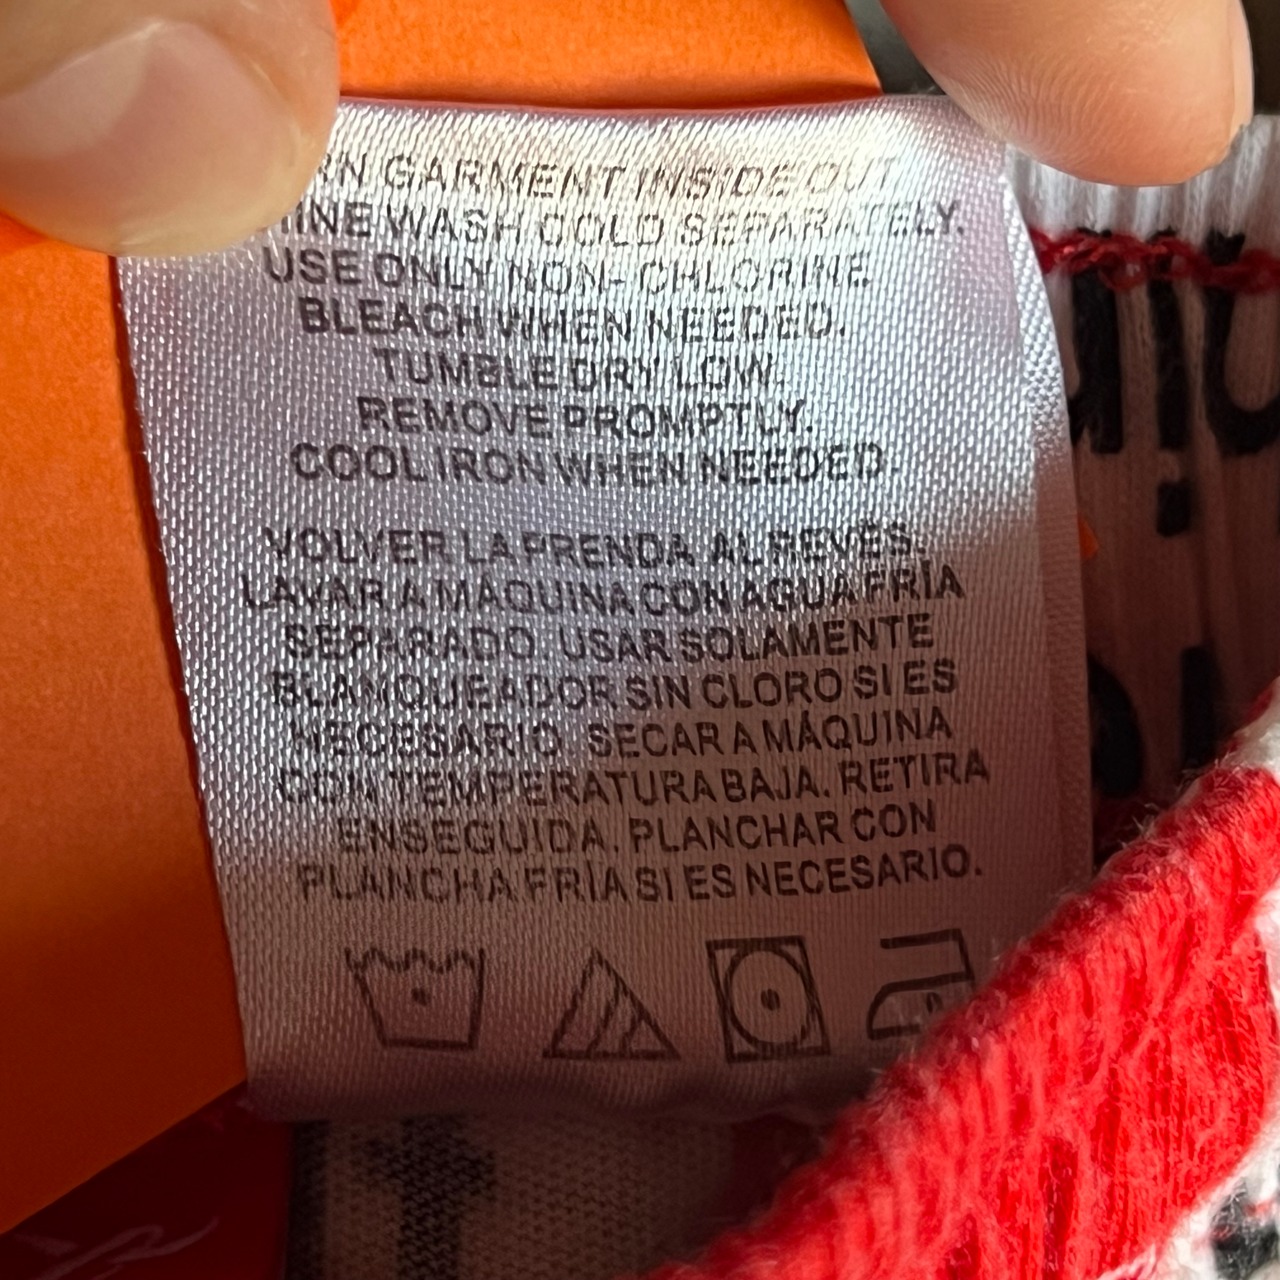 RN GARMENT INSIDE OUT
INE WASH COLD SEPARATELY.
USE ONLY NON- CHLORINE
BLEACH WHEN NEEDED.
TUMBLE DRY LOW.
REMOVE PROMPTLY.
COOL IRON WHEN NEEDED.
VOLVER LA PRENDA AL REVÉS.
LAVAR A MÁQUINA CON AGUA FRÍA
SEPARADO. USAR SOLAMENTE
BLANQUEADOR SIN CLORO SI ES
NECESARIO. SECAR A MÁQUINA
CON TEMPERATURA BAJA. RETIRA
ENSEGUIDA. PLANCHAR CON
PLANCHA FRÍA SI ES NECESARIO.